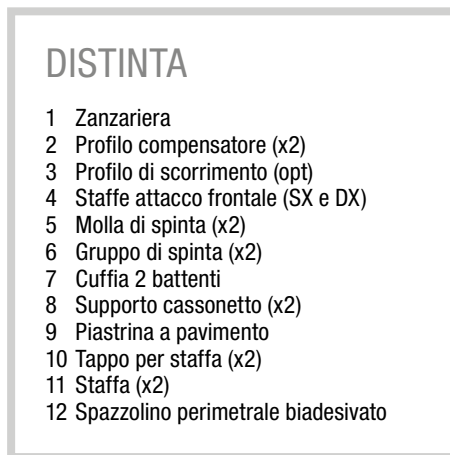 DISTINTA
1 Zanzariera
2 Profilo compensatore (x2)
3 Profilo di scorrimento (opt)
4 Staffe attacco frontale (SX e DX)
5 Molla di spinta (x2)
6 Gruppo di spinta (x2)
7 Cuffia 2 battenti
8 Supporto cassonetto (x2)
9 Piastrina a pavimento
10 Tappo per staffa (x2)
11 Staffa (x2)
12 Spazzolino perimetrale biadesivato